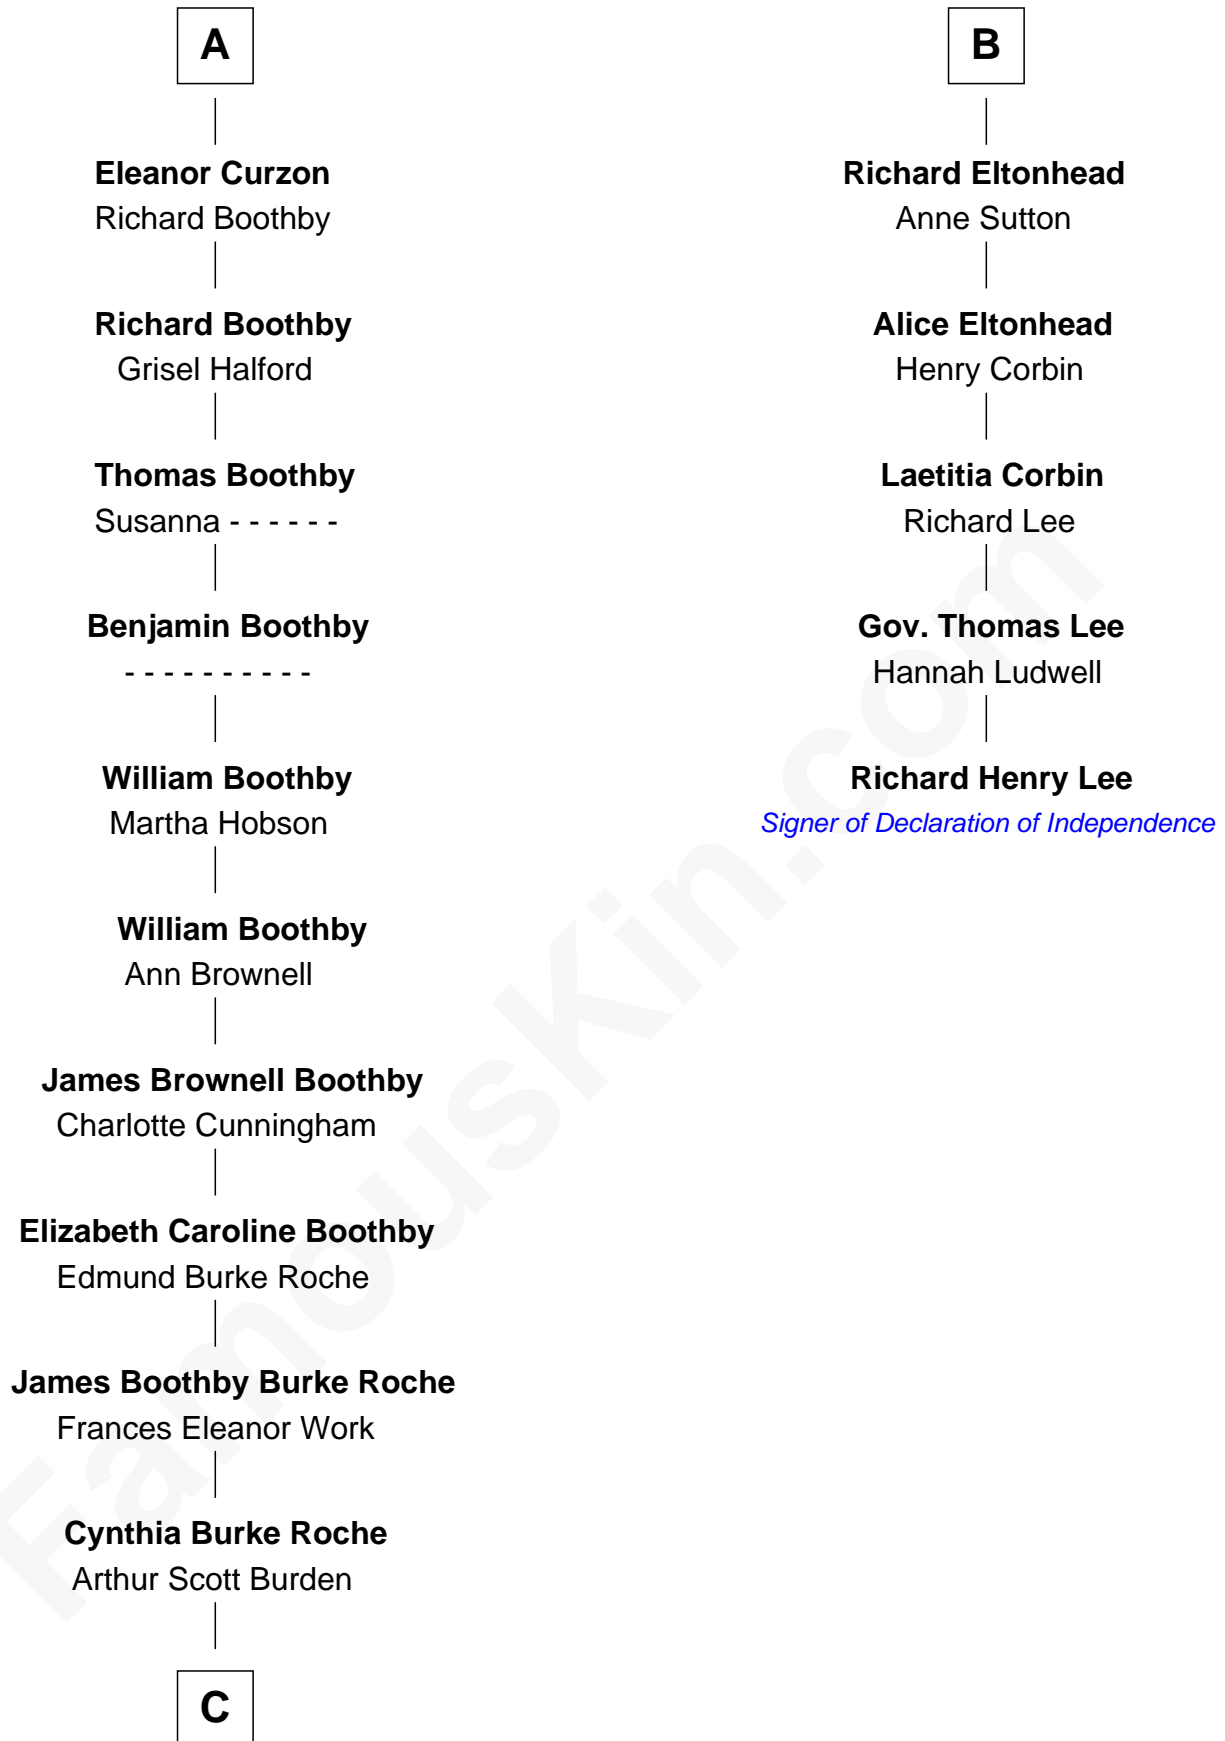 A
Eleanor Curzon
Richard Boothby
Richard Boothby
Grisel Halford
Thomas Boothby
Susanna - - - - - -
Benjamin Boothby
- - - - - - - - - -
William Boothby
Martha Hobson
William Boothby
Ann Brownell
James Brownell Boothby
Charlotte Cunningham
Elizabeth Caroline Boothby
Edmund Burke Roche
James Boothby Burke Roche
Frances Eleanor Work
Cynthia Burke Roche
Arthur Scott Burden
C
B
Richard Eltonhead
Anne Sutton
Alice Eltonhead
Henry Corbin
Laetitia Corbin
Richard Lee
Gov. Thomas Lee
Hannah Ludwell
Richard Henry Lee
Signer of Declaration of Independence
FamousKin.com